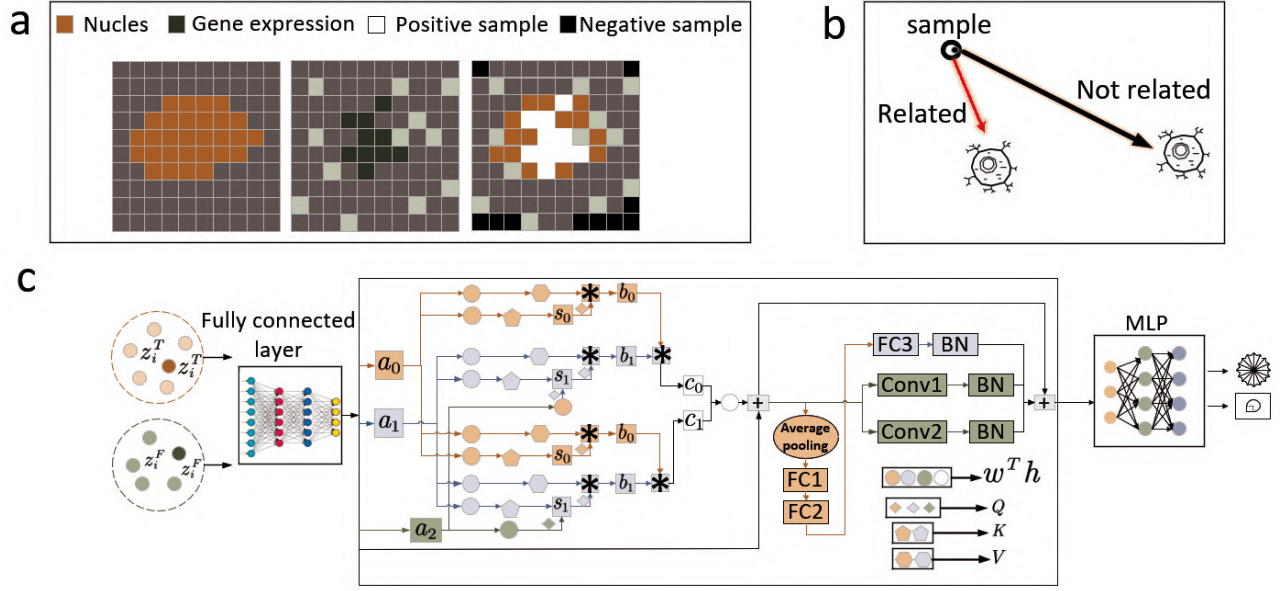 a
Nucles Gene expression Positive sample Negative sample
b
sample
Related
Not related
c
Fully connected
layer
z_i^T
z_i^T
z_i^F
z_i^F
a_0
a_1
a_2
s_0
b_0
s_1
b_1
s_0
b_0
s_1
b_1
*
*
*
*
*
*
c_0
c_1
+
Average
pooling
FC1
FC2
FC3 BN
Conv1 BN
Conv2 BN
+
MLP
w^T h
Q
K
V